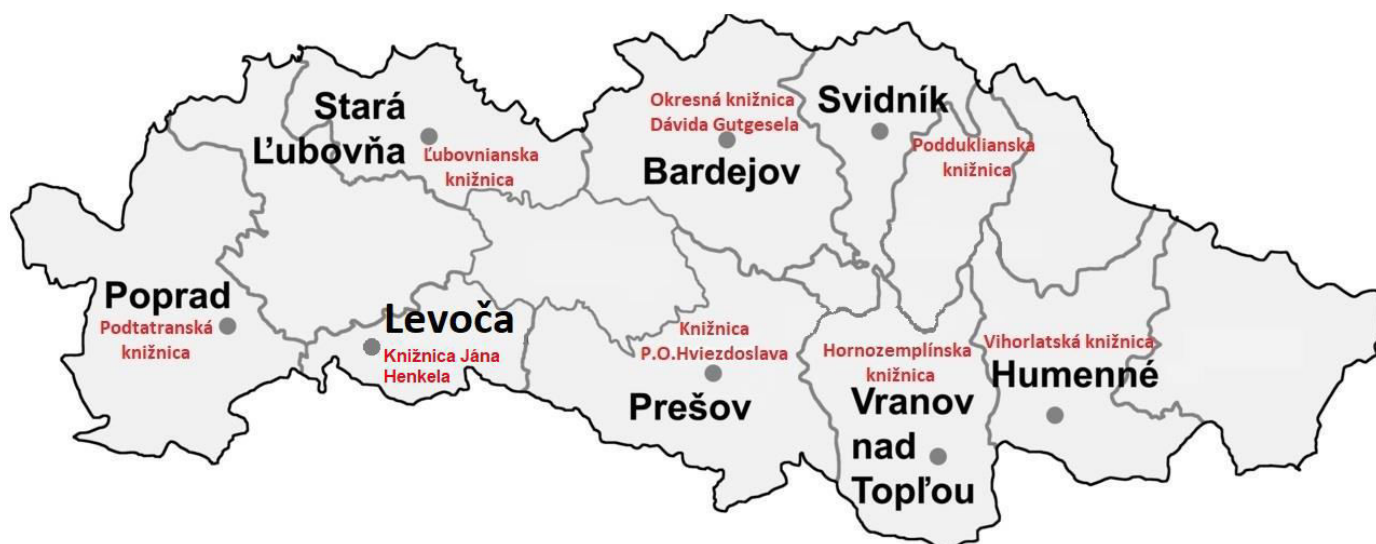 Stará
Ľubovňa
Ľubovnianska
knižnica
Okresná knižnica
Dávida Gutgesela
Bardejov
Svidník
Podduklianská
knižnica
Poprad
Podtatranská
knižnica
Levoča
Knižnica Jána
Henkela
Knižnica
P.O.Hviezdoslava
Prešov
Hornozemplínska
knižnica
Vranov
nad
Topľou
Vihorlatská knižnica
Humenné